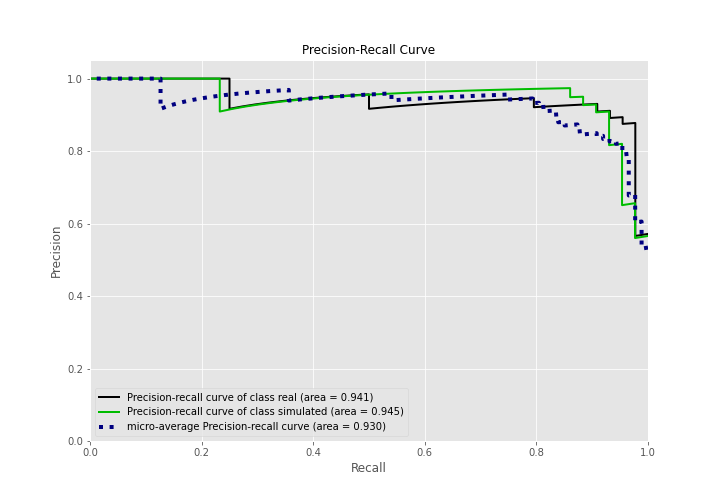 Precision-Recall Curve
Precision
1.0
0.8
0.6
0.4
0.2
0.0
Precision-recall curve of class real (area = 0.941)
Precision-recall curve of class simulated (area = 0.945)
micro-average Precision-recall curve (area = 0.930)
0.0 0.2 0.4 0.6 0.8 1.0
Recall